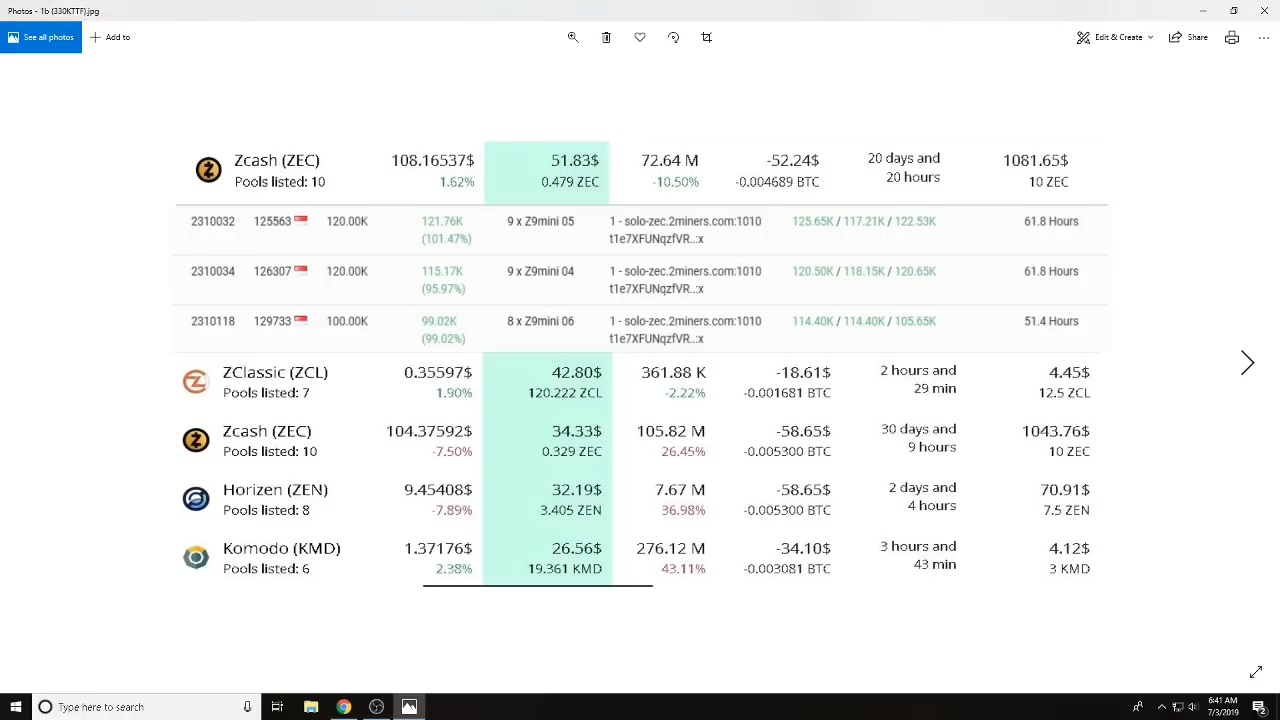 Photos - 1b (330KTTF).jpg
See all photos + Add to Edit & Create Share
Zcash (ZEC) 108.16537$ 51.83$ 72.64 M -52.24$ 20 days and 1081.65$
Pools listed: 10 1.62% 0.479 ZEC -10.50% -0.004689 BTC 20 hours 10 ZEC
2310032 125563 120.00K 121.76K 9 x Z9mini 05 1 - solo-zec.2miners.com:1010 125.65K / 117.21K / 122.53K 61.8 Hours
(101.47%) t1e7XFUNqzfVR..:x
2310034 126307 120.00K 115.17K 9 x Z9mini 04 1 - solo-zec.2miners.com:1010 120.50K / 118.15K / 120.65K 61.8 Hours
(95.97%) t1e7XFUNqzfVR..:x
2310118 129733 100.00K 99.02K 8 x Z9mini 06 1 - solo-zec.2miners.com:1010 114.40K / 114.40K / 105.65K 51.4 Hours
(99.02%) t1e7XFUNqzfVR..:x
ZClassic (ZCL) 0.35597$ 42.80$ 361.88 K -18.61$ 2 hours and 4.45$
Pools listed: 7 1.90% 120.222 ZCL -2.22% -0.001681 BTC 29 min 12.5 ZCL
Zcash (ZEC) 104.37592$ 34.33$ 105.82 M -58.65$ 30 days and 1043.76$
Pools listed: 10 -7.50% 0.329 ZEC 26.45% -0.005300 BTC 9 hours 10 ZEC
Horizen (ZEN) 9.45408$ 32.19$ 7.67 M -58.65$ 2 days and 70.91$
Pools listed: 8 -7.89% 3.405 ZEN 36.98% -0.005300 BTC 4 hours 7.5 ZEN
Komodo (KMD) 1.37176$ 26.56$ 276.12 M -34.10$ 3 hours and 4.12$
Pools listed: 6 2.38% 19.361 KMD 43.11% -0.003081 BTC 43 min 3 KMD
Type here to search
6:41 AM
7/3/2019
2